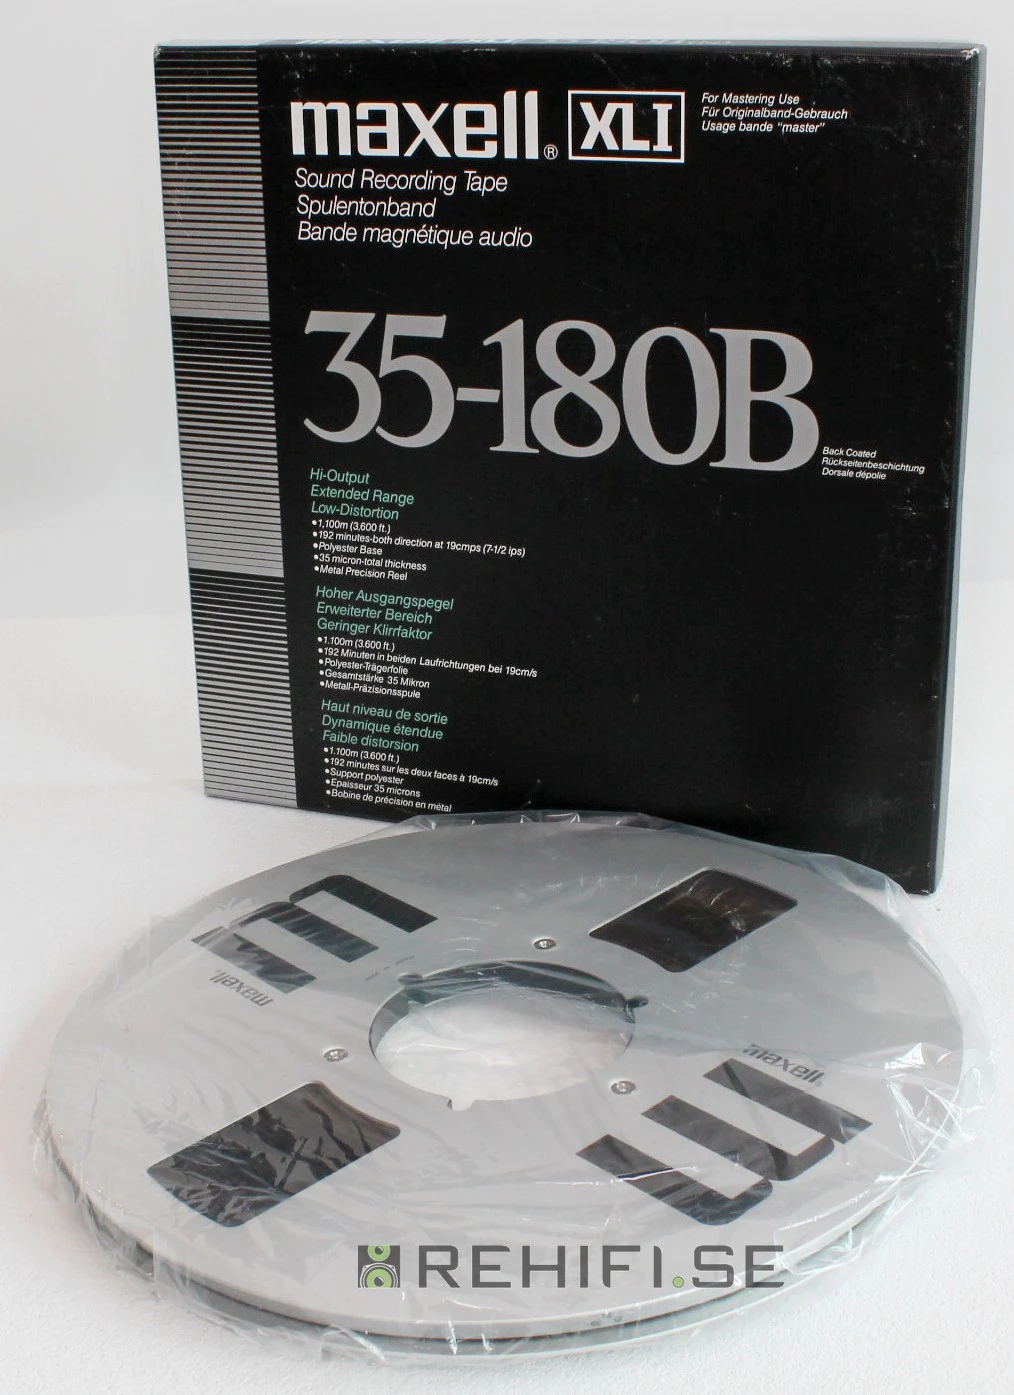 maxell® XLI
For Mastering Use
Für Originalband-Gebrauch
Usage bande "master"
Sound Recording Tape
Spulentonband
Bande magnétique audio
35-180B
Back Coated
Rückseitenbeschichtung
Dorsale dépolie
Hi-Output
Extended Range
Low-Distortion
•1,100m (3,600 ft.)
•192 minutes-both direction at 19cmps (7-1/2 ips)
•Polyester Base
•35 micron-total thickness
•Metal Precision Reel
Hoher Ausgangspegel
Erweiterter Bereich
Geringer Klirrfaktor
•1.100m (3.600 ft.)
•192 Minuten in beiden Laufrichtungen bei 19cm/s
•Polyester-Trägerfolie
•Gesamtstärke 35 Mikron
•Metall-Präzisionsspule
Haut niveau de sortie
Dynamique étendue
Faible distorsion
•1.100m (3.600 ft.)
•192 minutes sur les deux faces à 19cm/s
•Support polyester
•Epaisseur 35 microns
•Bobine de précision en métal
maxell
maxell
REHIFI.SE